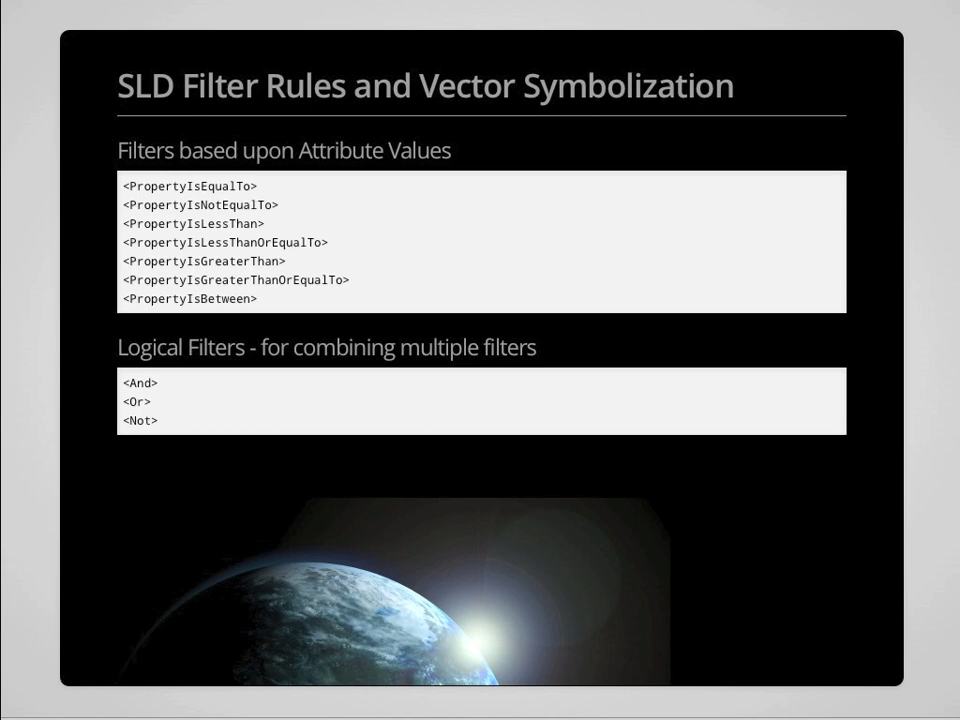 SLD Filter Rules and Vector Symbolization
Filters based upon Attribute Values
<PropertyIsEqualTo>
<PropertyIsNotEqualTo>
<PropertyIsLessThan>
<PropertyIsLessThanOrEqualTo>
<PropertyIsGreaterThan>
<PropertyIsGreaterThanOrEqualTo>
<PropertyIsBetween>
Logical Filters - for combining multiple filters
<And>
<Or>
<Not>